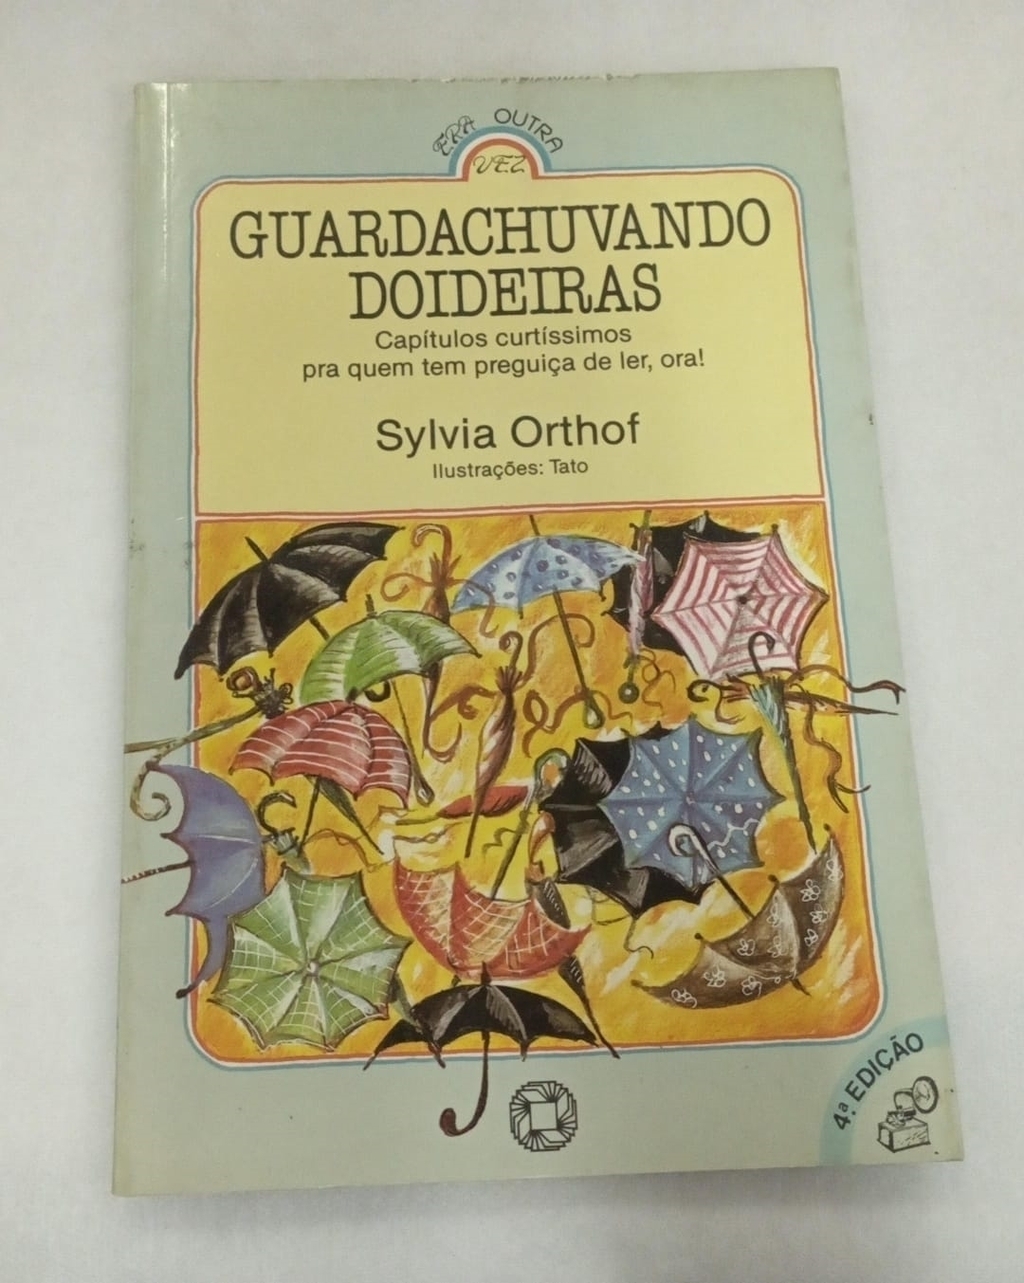 ERA OUTRA
VEZ
GUARDACHUVANDO
DOIDEIRAS
Capítulos curtíssimos
pra quem tem preguiça de ler, ora!
Sylvia Orthof
Ilustrações: Tato
4ª. EDIÇÃO